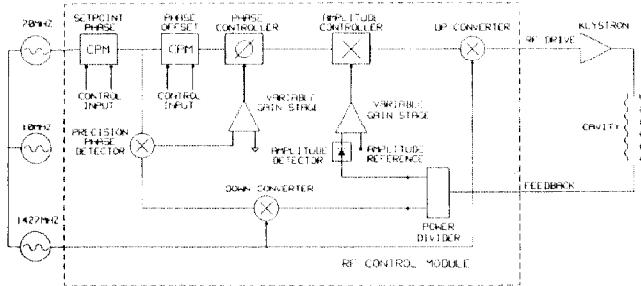 70MHZ
SETPOINT
PHASE
CPM
CONTROL
INPUT
PHASE
OFFSET
CPM
CONTROL
INPUT
PHASE
CONTROLLER
VARIABLE
GAIN STAGE
AMPLITUDE
CONTROLLER
VARIABLE
GAIN STAGE
UP CONVERTER
RF DRIVE
KLYSTRON
CAVITY
10MHZ
PRECISION
PHASE
DETECTOR
AMPLITUDE
DETECTOR
AMPLITUDE
REFERENCE
DOWN CONVERTER
FEEDBACK
1427MHZ
POWER
DIVIDER
RF CONTROL MODULE